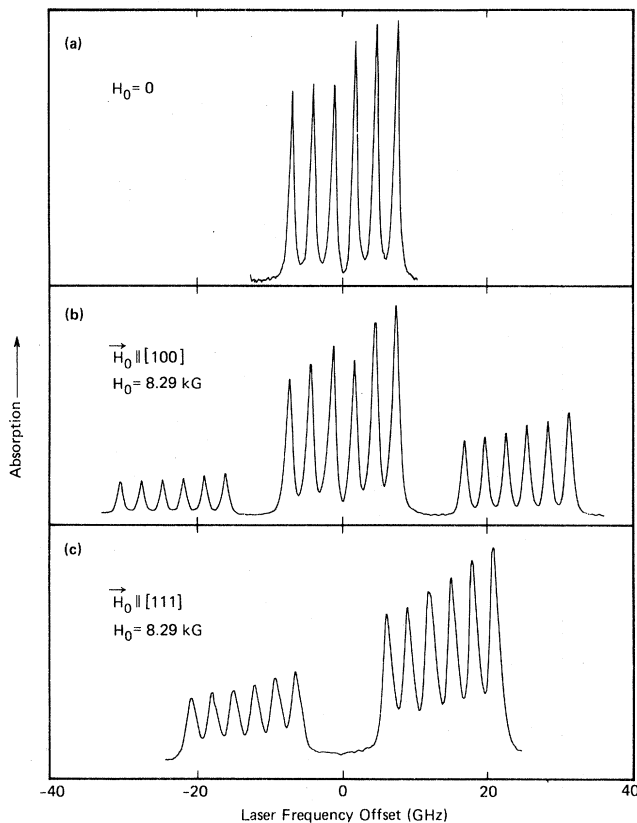 (a)
H₀ = 0
(b)
H₀ ∥ [100]
H₀ = 8.29 kG
(c)
H₀ ∥ [111]
H₀ = 8.29 kG
Absorption
−40 −20 0 20 40
Laser Frequency Offset (GHz)